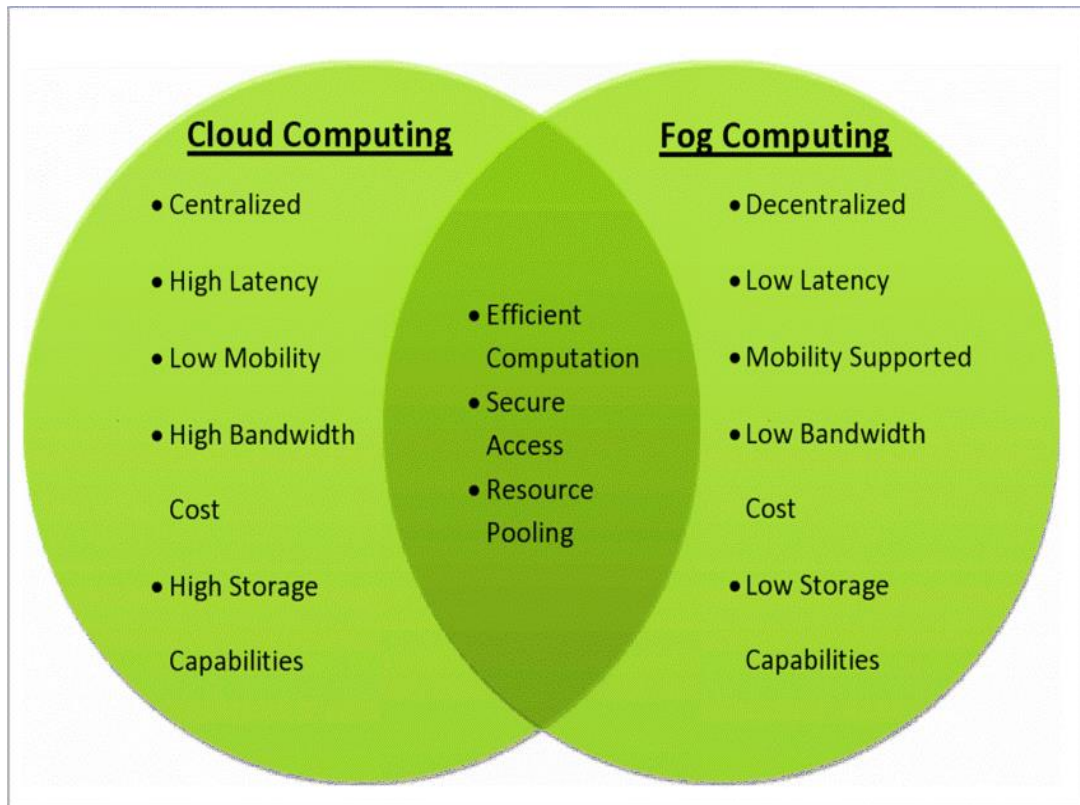 Cloud Computing
• Centralized
• High Latency
• Low Mobility
• High Bandwidth
Cost
• High Storage
Capabilities
• Efficient
Computation
• Secure
Access
• Resource
Pooling
Fog Computing
• Decentralized
• Low Latency
• Mobility Supported
• Low Bandwidth
Cost
• Low Storage
Capabilities